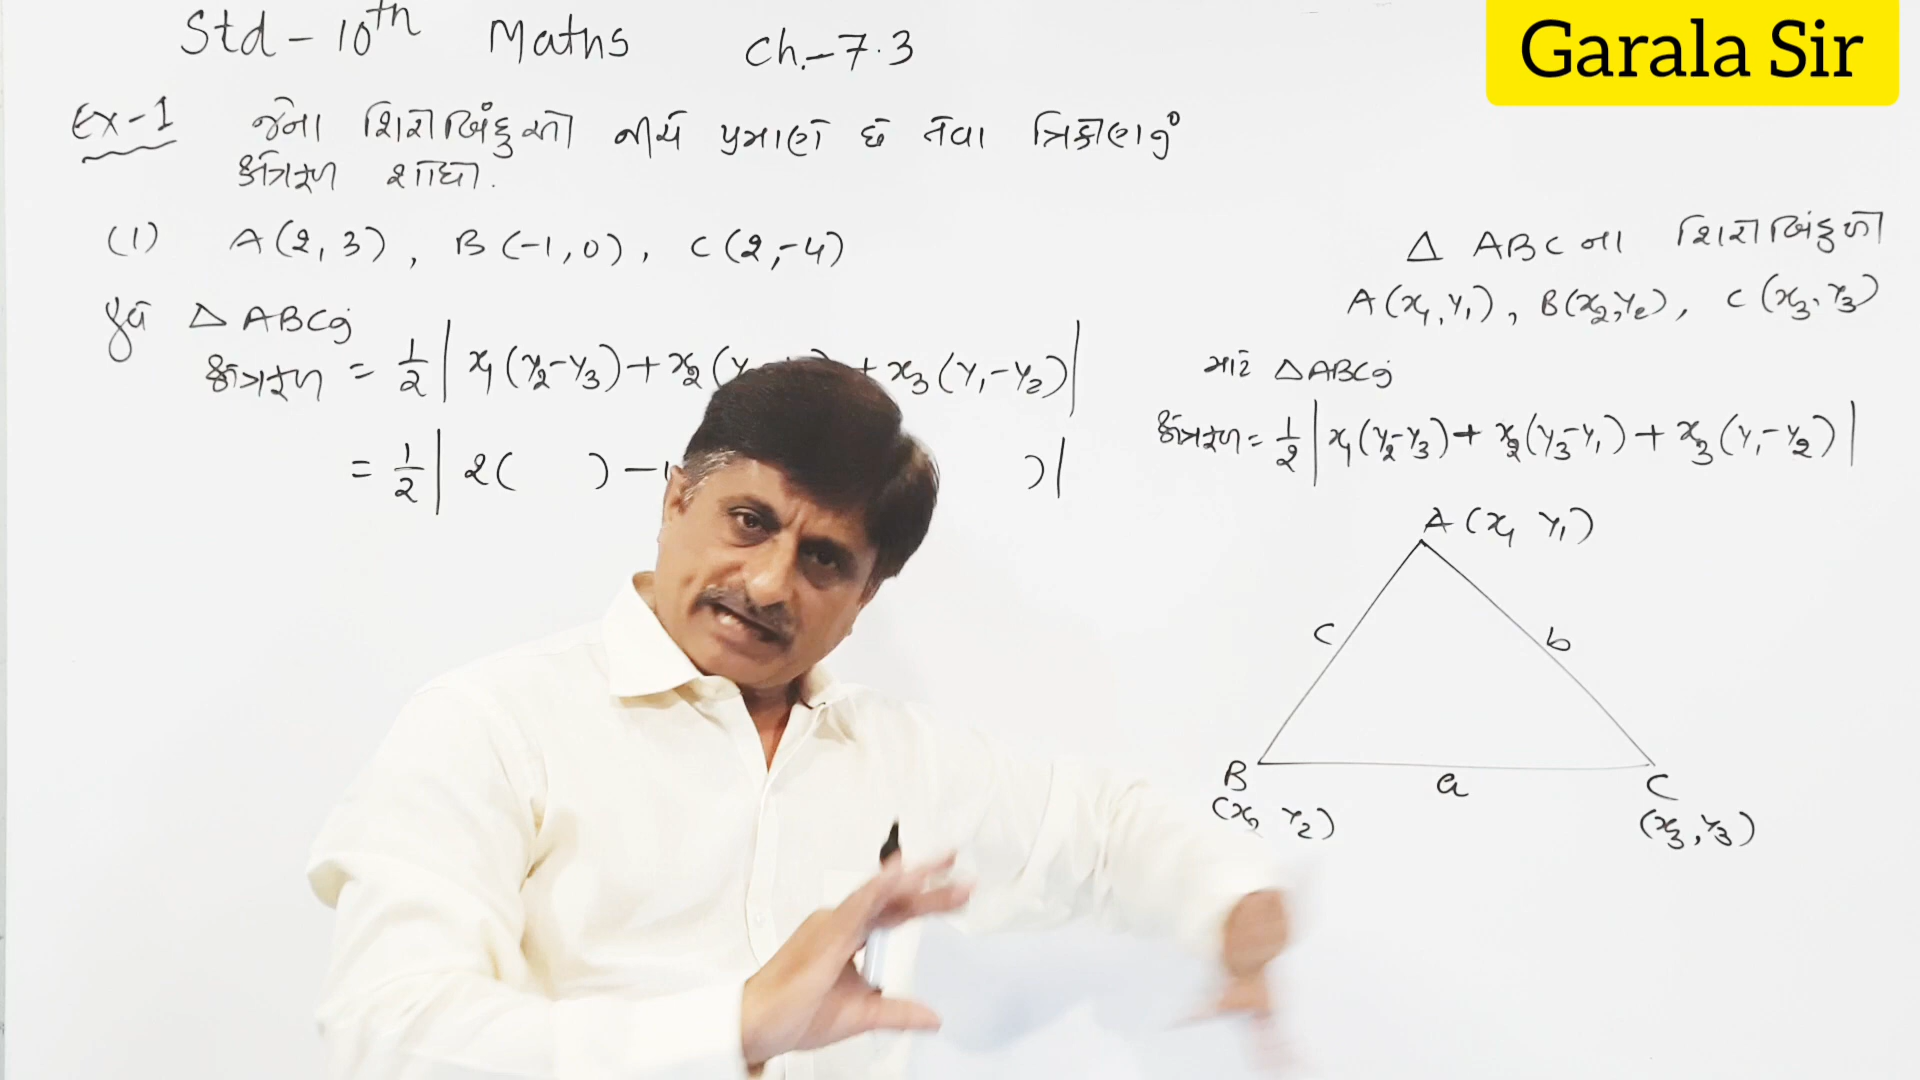 Std - 10th Maths Ch.-7.3
Garala Sir
Ex-1 જેના શિરોબિંદુઓ નીચે પ્રમાણે છે તેવા ત્રિકોણનું
ક્ષેત્રફળ શોધો.
(1) A(2, 3), B(-1, 0), C(2, -4)
△ ABCનું
ક્ષેત્રફળ = 1/2 | x₁(y₂-y₃)+x₂(y + x₃(y₁-y₂)|
= 1/2 | 2( ) -1 )|
△ ABC ના શિરોબિંદુઓ
A(x₁, y₁), B(x₂, y₂), C(x₃, y₃)
માટે △ABCનું
ક્ષેત્રફળ = 1/2 | x₁(y₂-y₃)+ x₂(y₃-y₁)+ x₃(y₁-y₂)|
A(x₁ y₁)
c b
B a C
(x₂ y₂) (x₃, y₃)